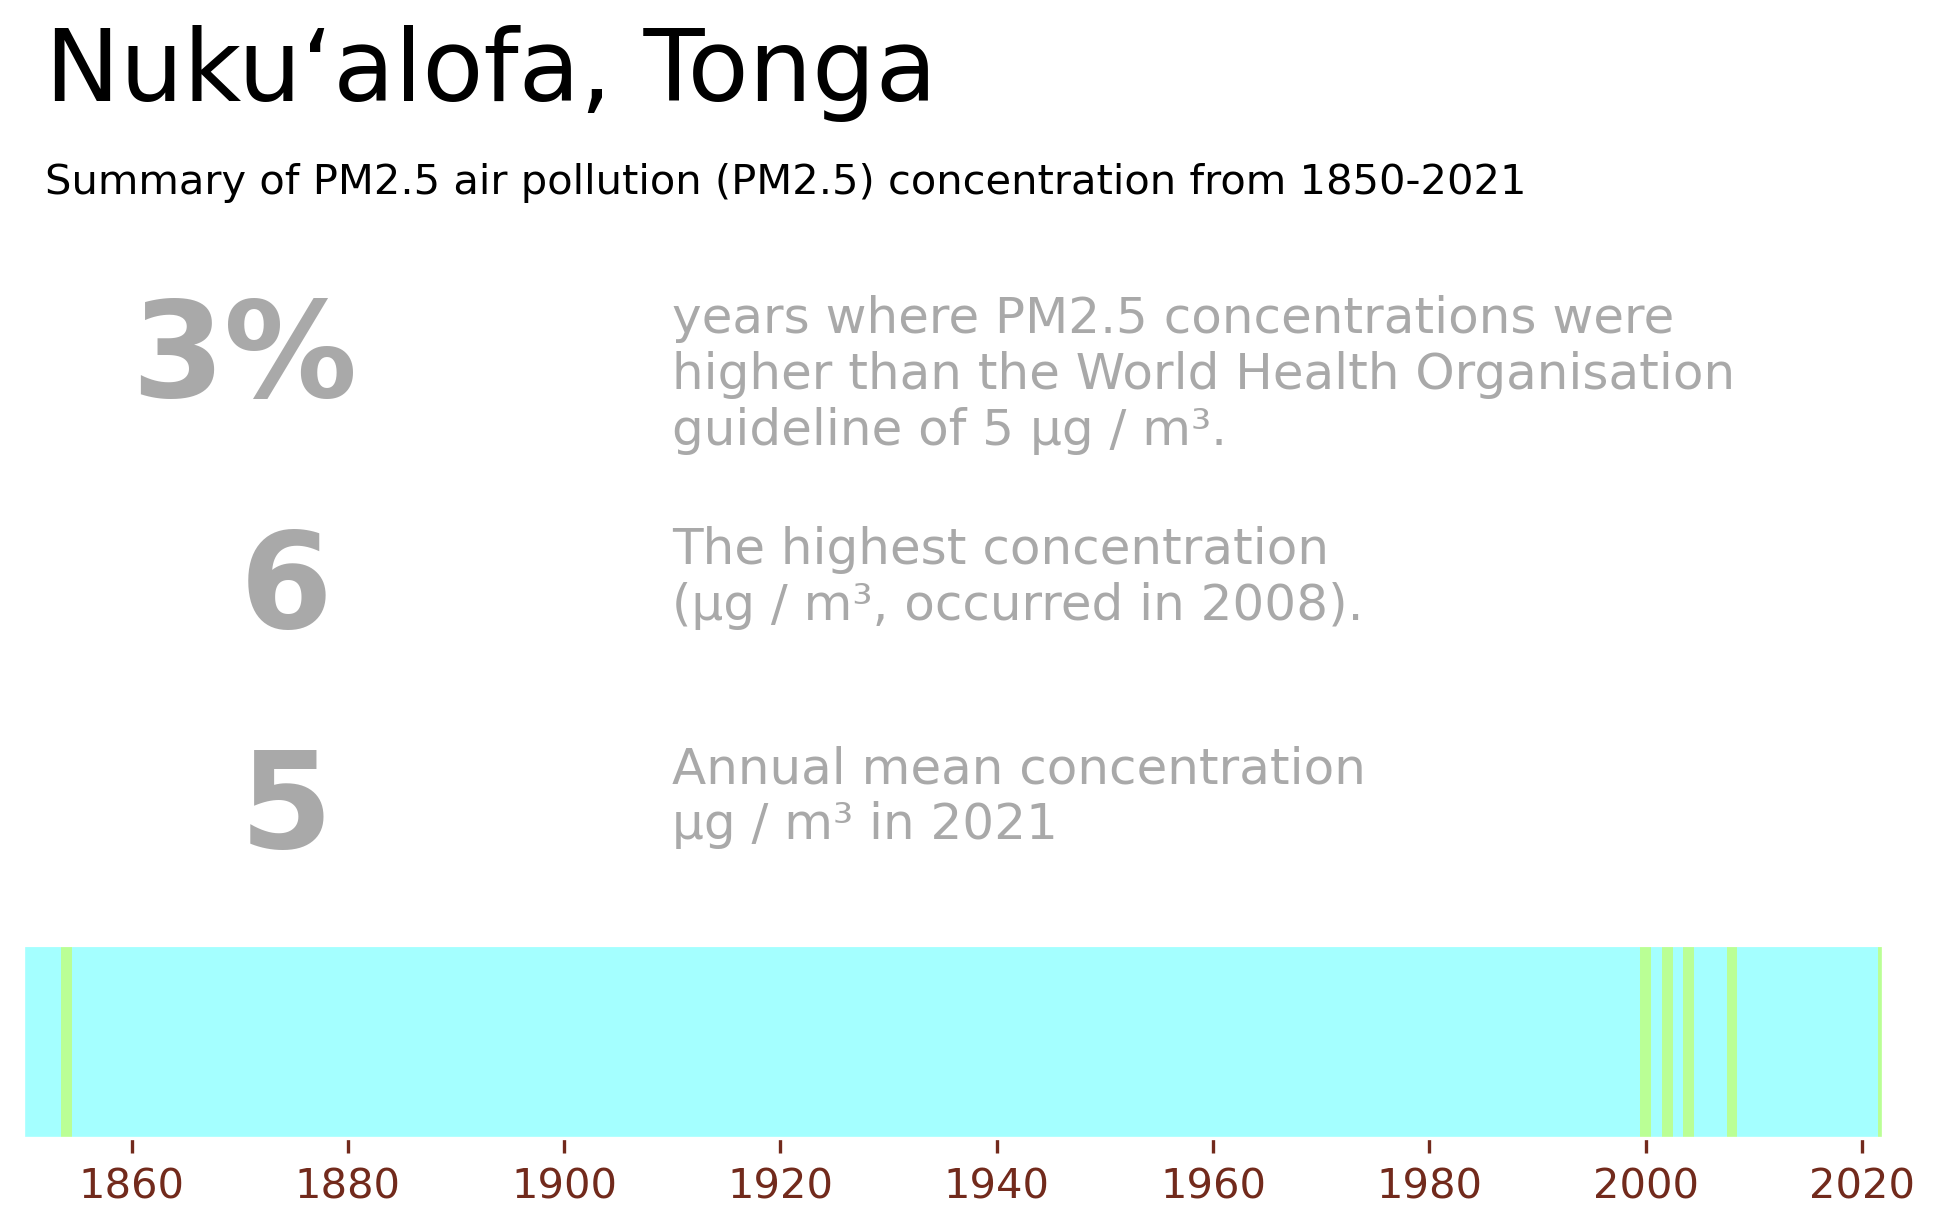 Nukuʻalofa, Tonga
Summary of PM2.5 air pollution (PM2.5) concentration from 1850-2021
3%
years where PM2.5 concentrations were
higher than the World Health Organisation
guideline of 5 µg / m³.
6
The highest concentration
(µg / m³, occurred in 2008).
5
Annual mean concentration
µg / m³ in 2021
1860 1880 1900 1920 1940 1960 1980 2000 2020